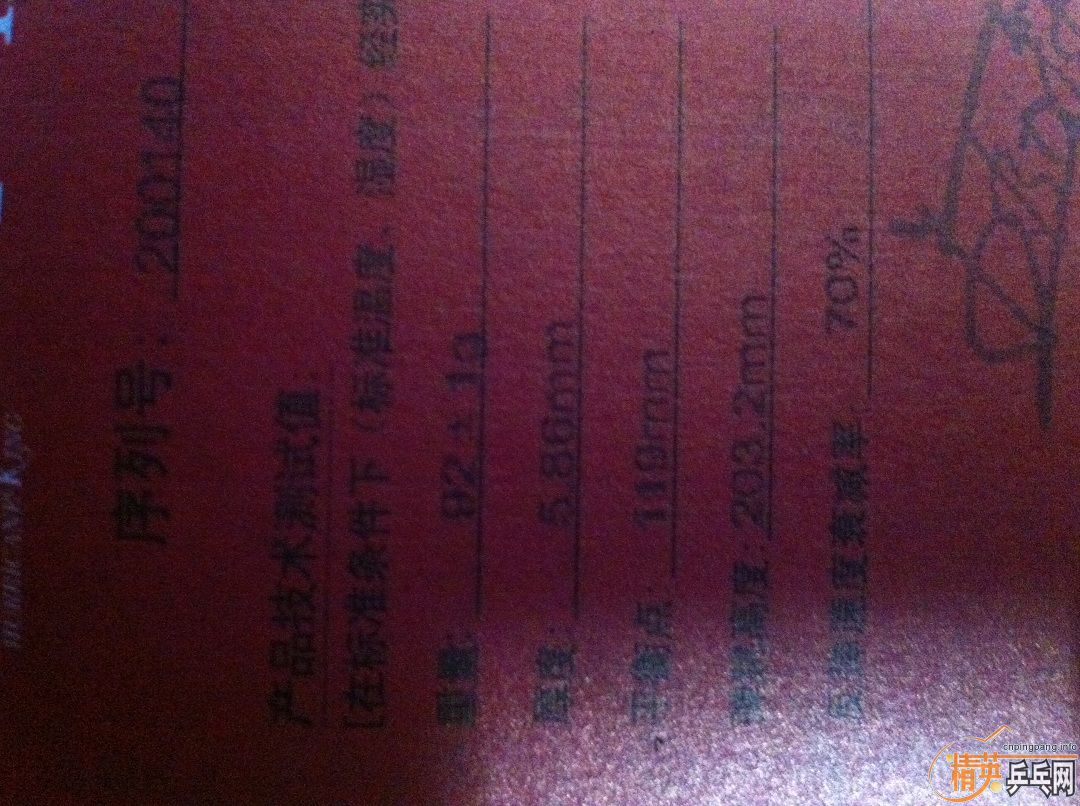 序列号：200140
产品技术测试值：
[在标准条件下（标准温度、湿度）经
重量： 92±1g
厚度： 5.86mm
平衡点： 119mm
高度：203.2mm
反弹速度衰减率： 70%
cnpingpang.info
精英乒乓网